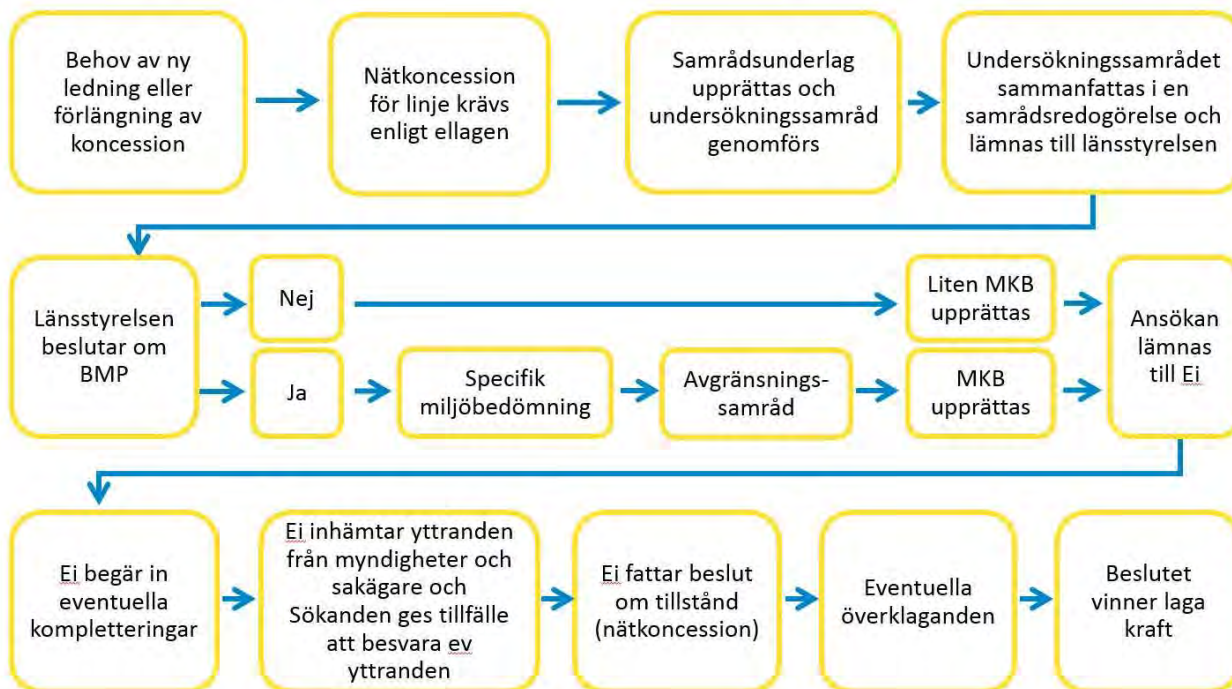 Behov av ny
ledning eller
förlängning av
koncession
Nätkoncession
för linje krävs
enligt ellagen
Samrådsunderlag
upprättas och
undersökningssamråd
genomförs
Undersökningssamrådet
sammanfattas i en
samrådsredogörelse och
lämnas till länsstyrelsen
Länsstyrelsen
beslutar om
BMP
Nej
Liten MKB
upprättas
Ja
Specifik
miljöbedömning
Avgränsnings-
samråd
MKB
upprättas
Ansökan
lämnas
till Ei
Ei begär in
eventuella
kompletteringar
Ei inhämtar yttranden
från myndigheter och
sakägare och
Sökanden ges tillfälle
att besvara ev
yttranden
Ei fattar beslut
om tillstånd
(nätkoncession)
Eventuella
överklaganden
Beslutet
vinner laga
kraft